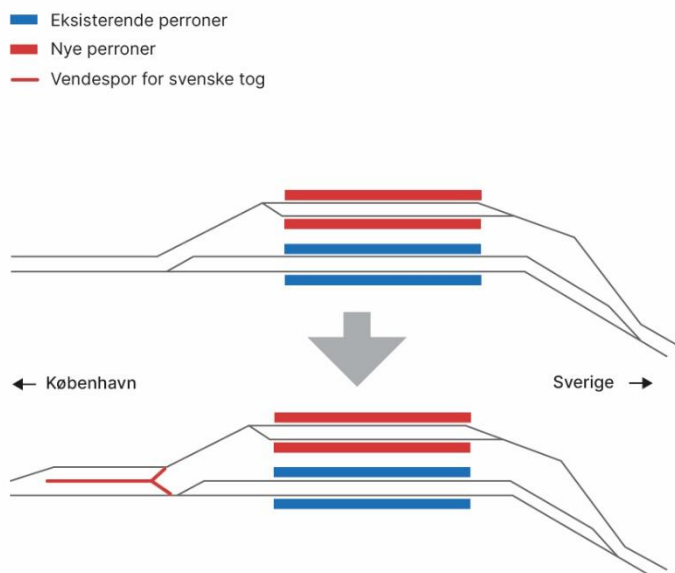 Eksisterende perroner
Nye perroner
Vendespor for svenske tog
København
Sverige